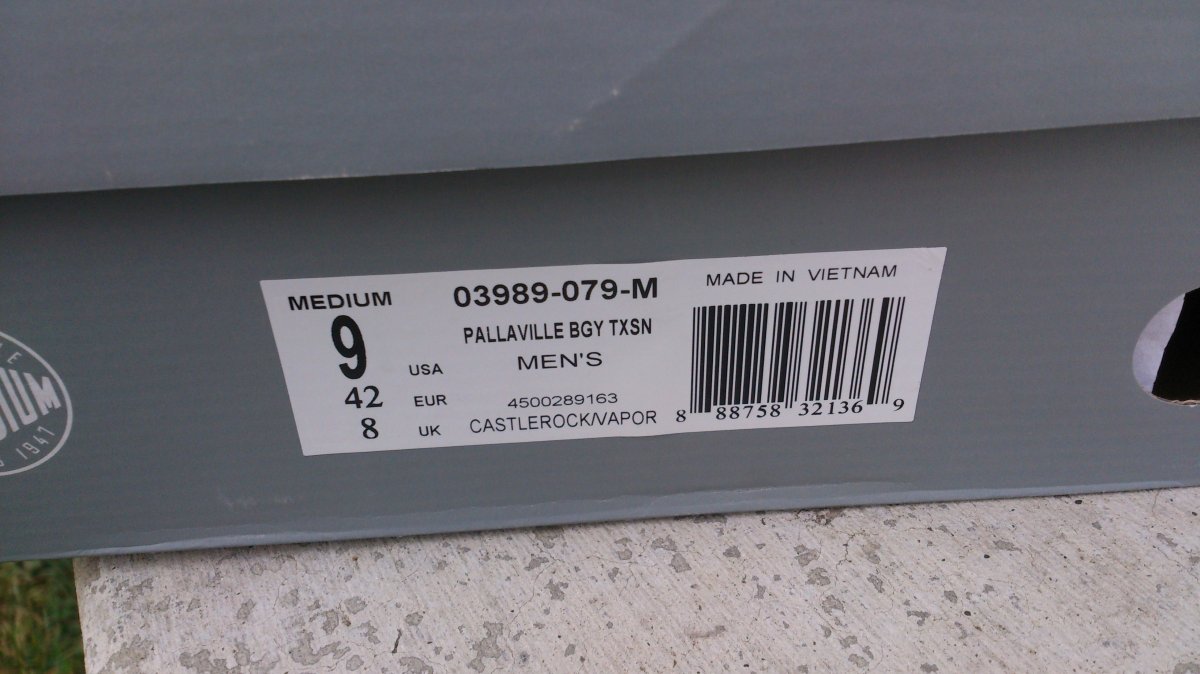 MEDIUM
9 USA
42 EUR
8 UK
03989-079-M
PALLAVILLE BGY TXSN
MEN'S
4500289163
CASTLEROCK/VAPOR
MADE IN VIETNAM
8 88758 32136 9
1947